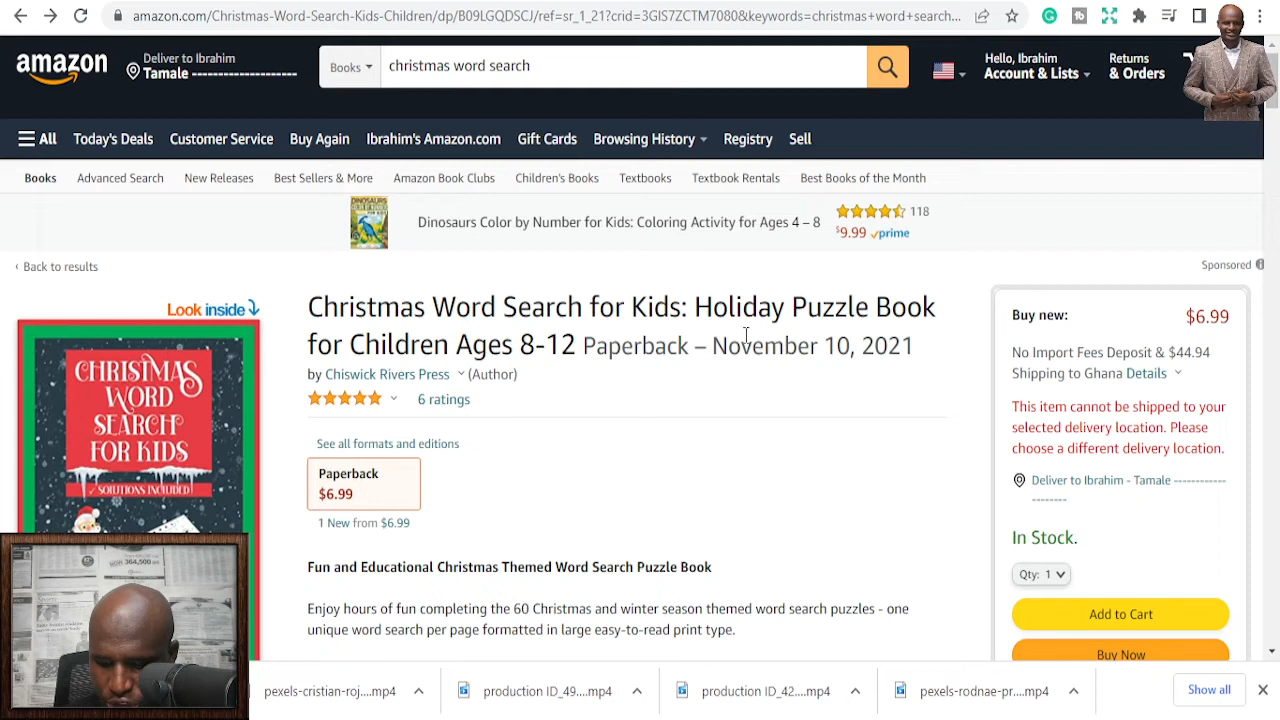 amazon.com/Christmas-Word-Search-Kids-Children/dp/B09LGQDSCJ/ref=sr_1_21?crid=3GIS7ZCTM7080&keywords=christmas+word+search...
amazon
Deliver to Ibrahim
Tamale --------------------
Books
christmas word search
Hello, Ibrahim
Account & Lists
Returns
& Orders
All
Today's Deals
Customer Service
Buy Again
Ibrahim's Amazon.com
Gift Cards
Browsing History
Registry
Sell
Books
Advanced Search
New Releases
Best Sellers & More
Amazon Book Clubs
Children's Books
Textbooks
Textbook Rentals
Best Books of the Month
Dinosaurs Color by Number for Kids: Coloring Activity for Ages 4 – 8
118
$9.99 prime
‹ Back to results
Sponsored
Look inside
Christmas Word Search for Kids: Holiday Puzzle Book
for Children Ages 8-12 Paperback – November 10, 2021
by Chiswick Rivers Press (Author)
6 ratings
See all formats and editions
Paperback
$6.99
1 New from $6.99
Fun and Educational Christmas Themed Word Search Puzzle Book
Enjoy hours of fun completing the 60 Christmas and winter season themed word search puzzles - one
unique word search per page formatted in large easy-to-read print type.
CHRISTMAS
WORD
SEARCH
FOR KIDS
✓ SOLUTIONS INCLUDED!
Buy new:
$6.99
No Import Fees Deposit & $44.94
Shipping to Ghana Details
This item cannot be shipped to your
selected delivery location. Please
choose a different delivery location.
Deliver to Ibrahim - Tamale ------------
--------
In Stock.
Qty: 1
Add to Cart
Buy Now
364,500
pexels-cristian-roj....mp4
production ID_49....mp4
production ID_42....mp4
pexels-rodnae-pr....mp4
Show all